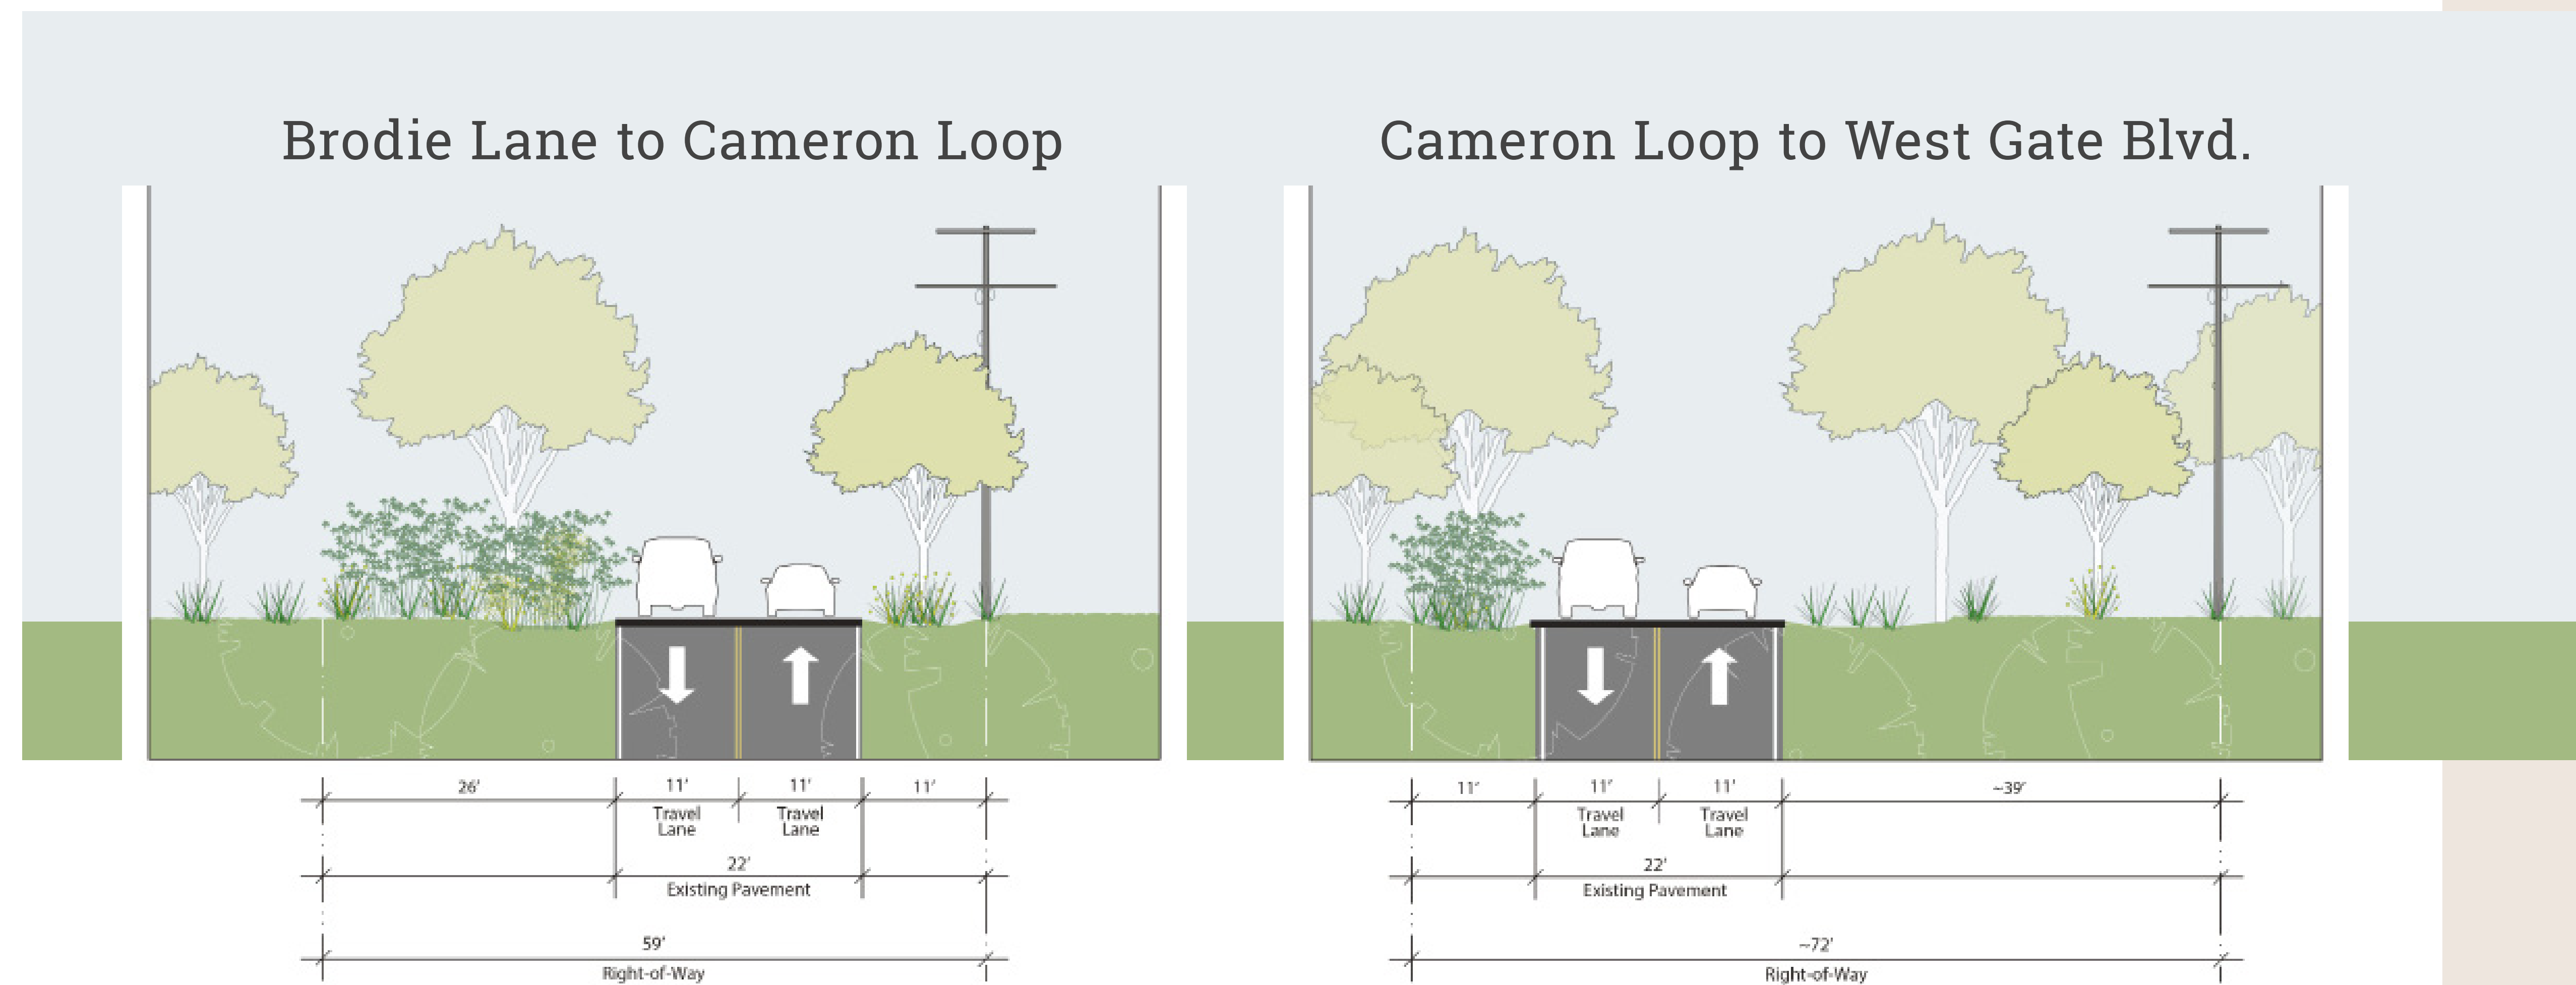 Brodie Lane to Cameron Loop
26'
11'
11'
11'
Travel
Lane
Travel
Lane
22'
Existing Pavement
59'
Right-of-Way
Cameron Loop to West Gate Blvd.
11'
11'
11'
~39'
Travel
Lane
Travel
Lane
22'
Existing Pavement
~72'
Right-of-Way